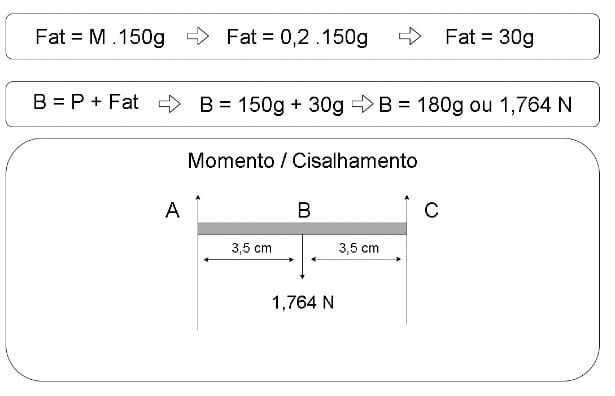 Fat = M .150g ⇨ Fat = 0,2 .150g ⇨ Fat = 30g
B = P + Fat ⇨ B = 150g + 30g ⇨ B = 180g ou 1,764 N
Momento / Cisalhamento
A B C
3,5 cm 3,5 cm
1,764 N